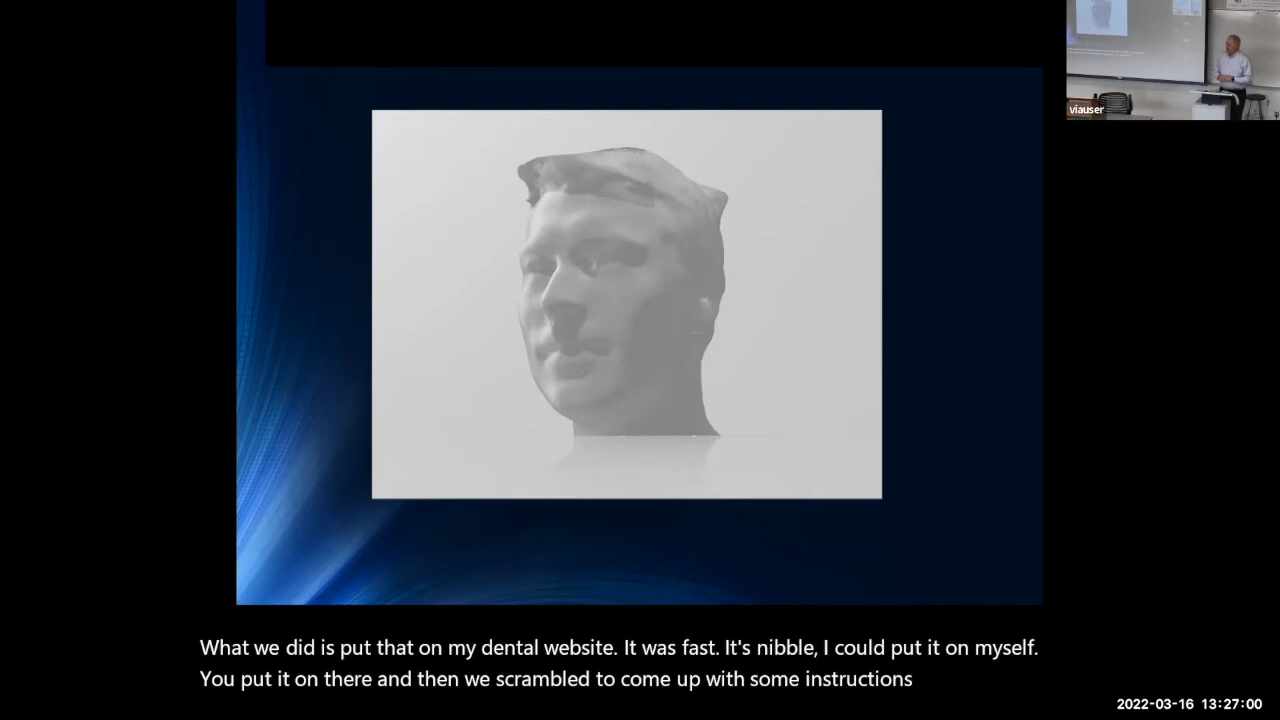 viauser
What we did is put that on my dental website. It was fast. It's nibble, I could put it on myself.
You put it on there and then we scrambled to come up with some instructions
2022-03-16 13:27:00